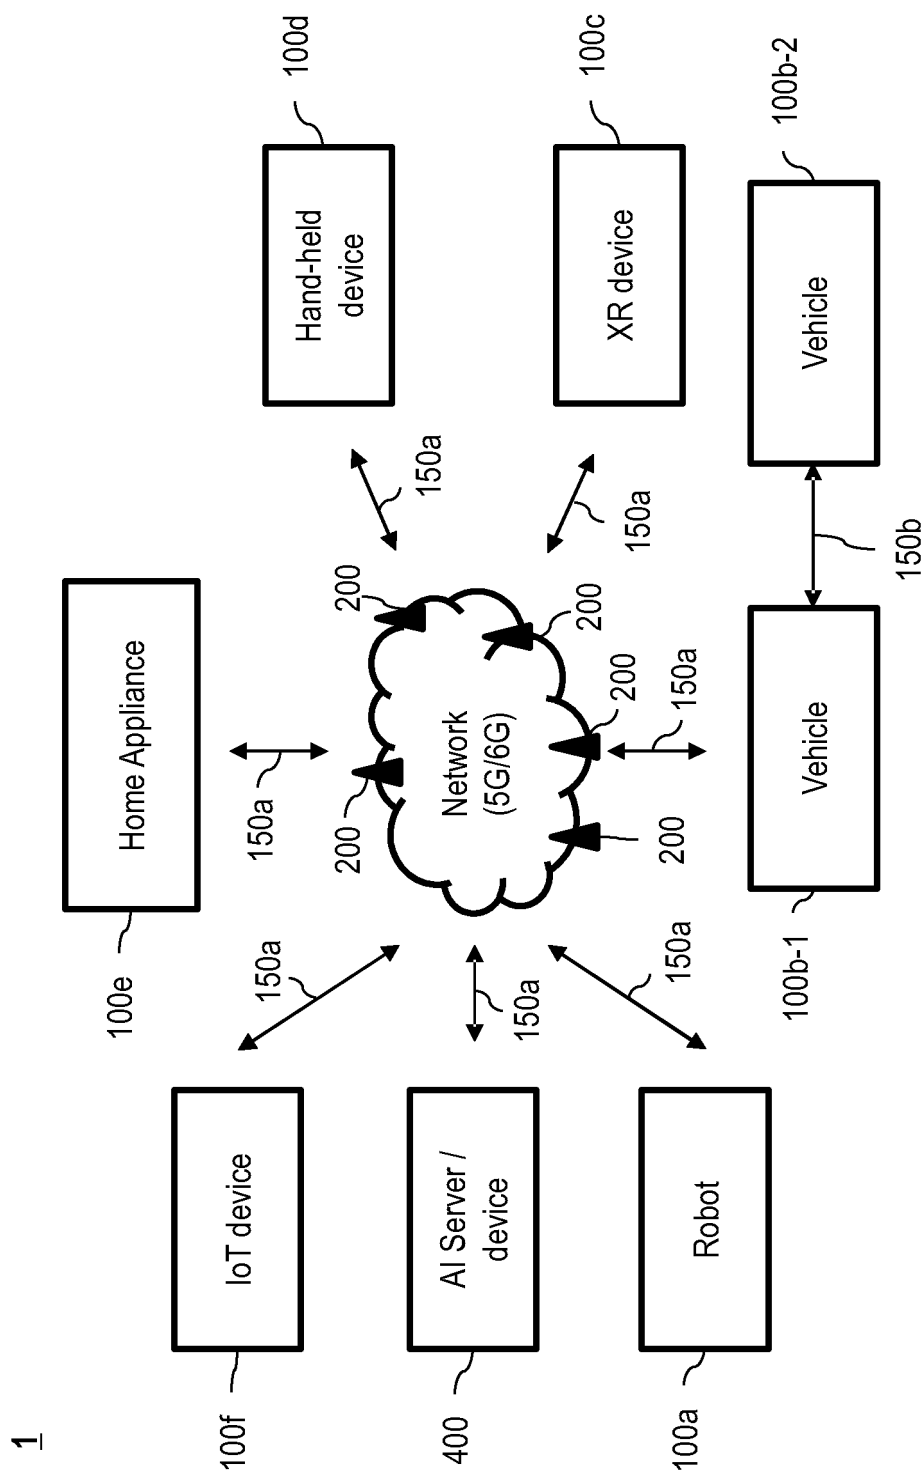 1
Home Appliance
100e
150a
IoT device
100f
150a
Hand-held
device
100d
150a
AI Server /
device
400
150a
Network
(5G/6G)
200
200
200
200
200
XR device
100c
150a
Robot
100a
150a
150a
Vehicle
100b-1
150b
Vehicle
100b-2